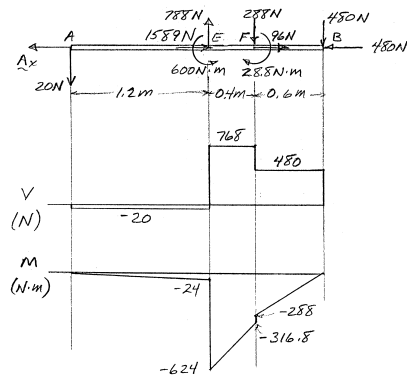 788N 288N 480N
A 1589N E F 96N B 480N
Ax
600N·m 28.8N·m
20N
1.2m 0.4m 0.6m
768
480
V
(N)
-20
M
(N·m)
-24
-288
-316.8
-624